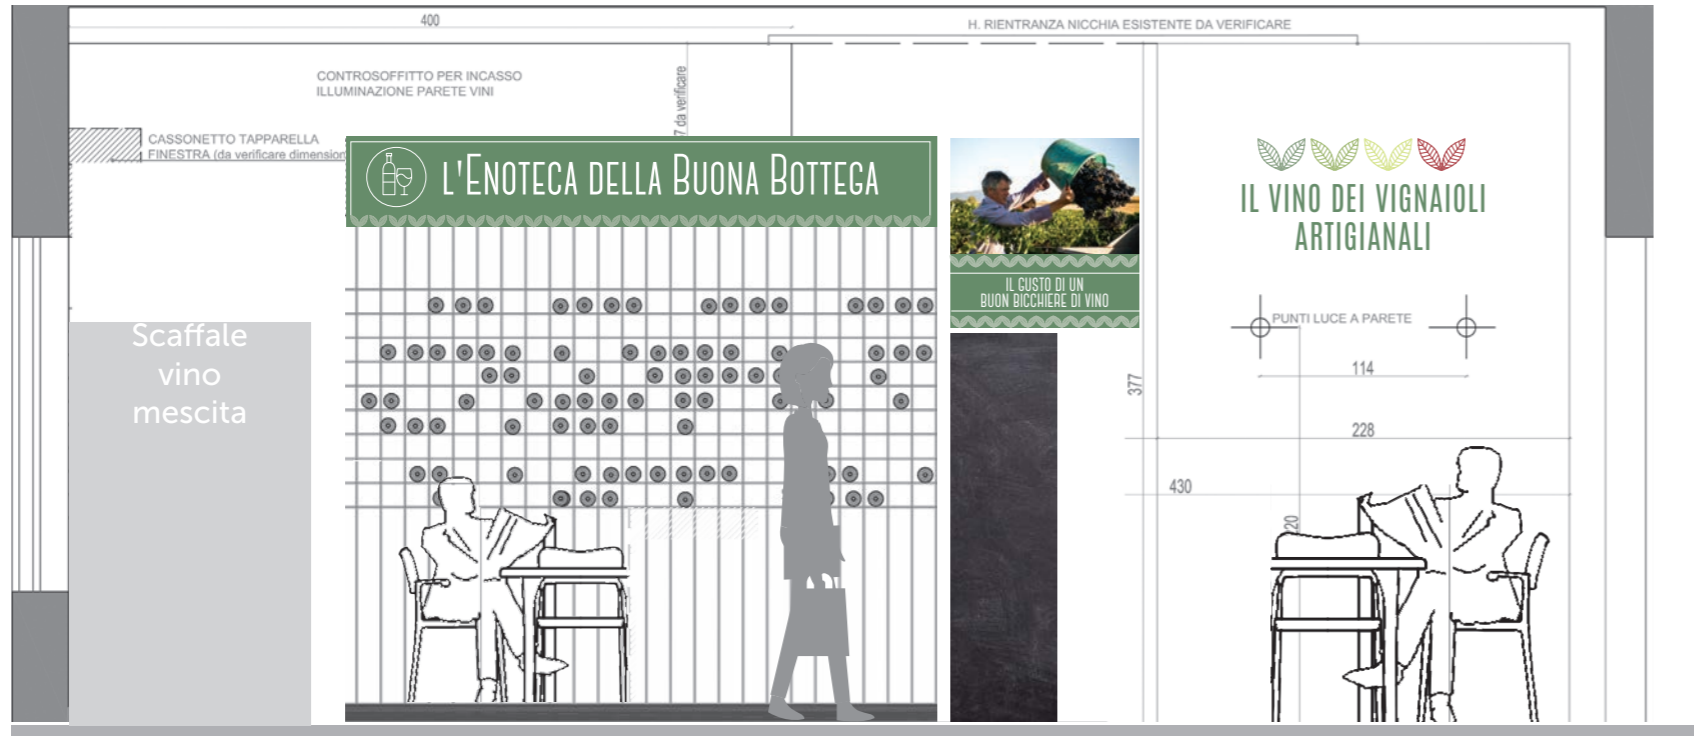 400
H. RIENTRANZA NICCHIA ESISTENTE DA VERIFICARE
CONTROSOFFITTO PER INCASSO
ILLUMINAZIONE PARETE VINI
7 da verificare
CASSONETTO TAPPARELLA
FINESTRA (da verificare dimension
L'ENOTECA DELLA BUONA BOTTEGA
IL VINO DEI VIGNAIOLI
ARTIGIANALI
IL GUSTO DI UN
BUON BICCHIERE DI VINO
PUNTI LUCE A PARETE
Scaffale
vino
mescita
114
377
228
430
20